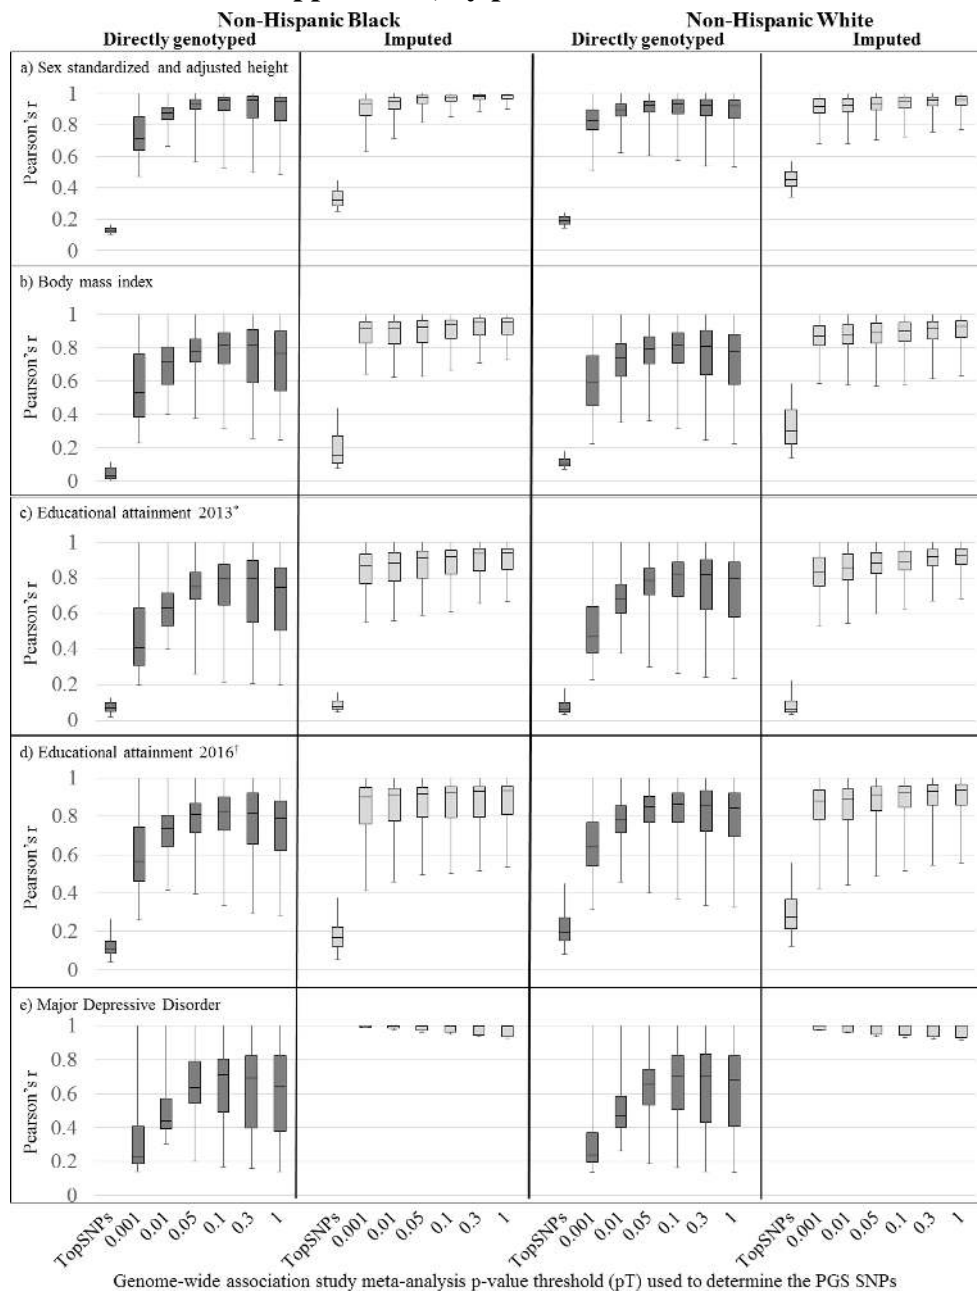 Non-Hispanic Black Non-Hispanic White
Directly genotyped Imputed Directly genotyped Imputed
a) Sex standardized and adjusted height
Pearson's r
1
0.8
0.6
0.4
0.2
0
b) Body mass index
Pearson's r
1
0.8
0.6
0.4
0.2
0
c) Educational attainment 2013*
Pearson's r
1
0.8
0.6
0.4
0.2
0
d) Educational attainment 2016†
Pearson's r
1
0.8
0.6
0.4
0.2
0
e) Major Depressive Disorder
Pearson's r
1
0.8
0.6
0.4
0.2
0
TopSNPs 0.001 0.01 0.05 0.1 0.3 1 TopSNPs 0.001 0.01 0.05 0.1 0.3 1 TopSNPs 0.001 0.01 0.05 0.1 0.3 1 TopSNPs 0.001 0.01 0.05 0.1 0.3 1
Genome-wide association study meta-analysis p-value threshold (pT) used to determine the PGS SNPs